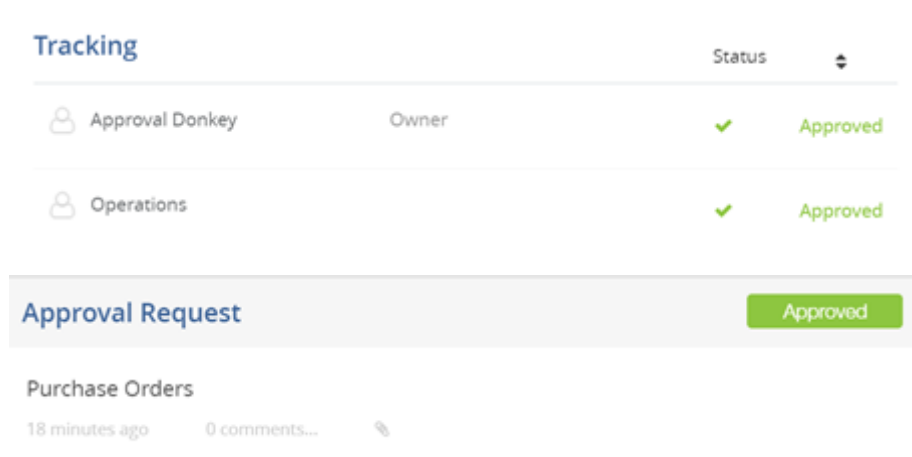 Tracking
Status
Approval Donkey Owner Approved
Operations Approved
Approval Request Approved
Purchase Orders
18 minutes ago 0 comments...